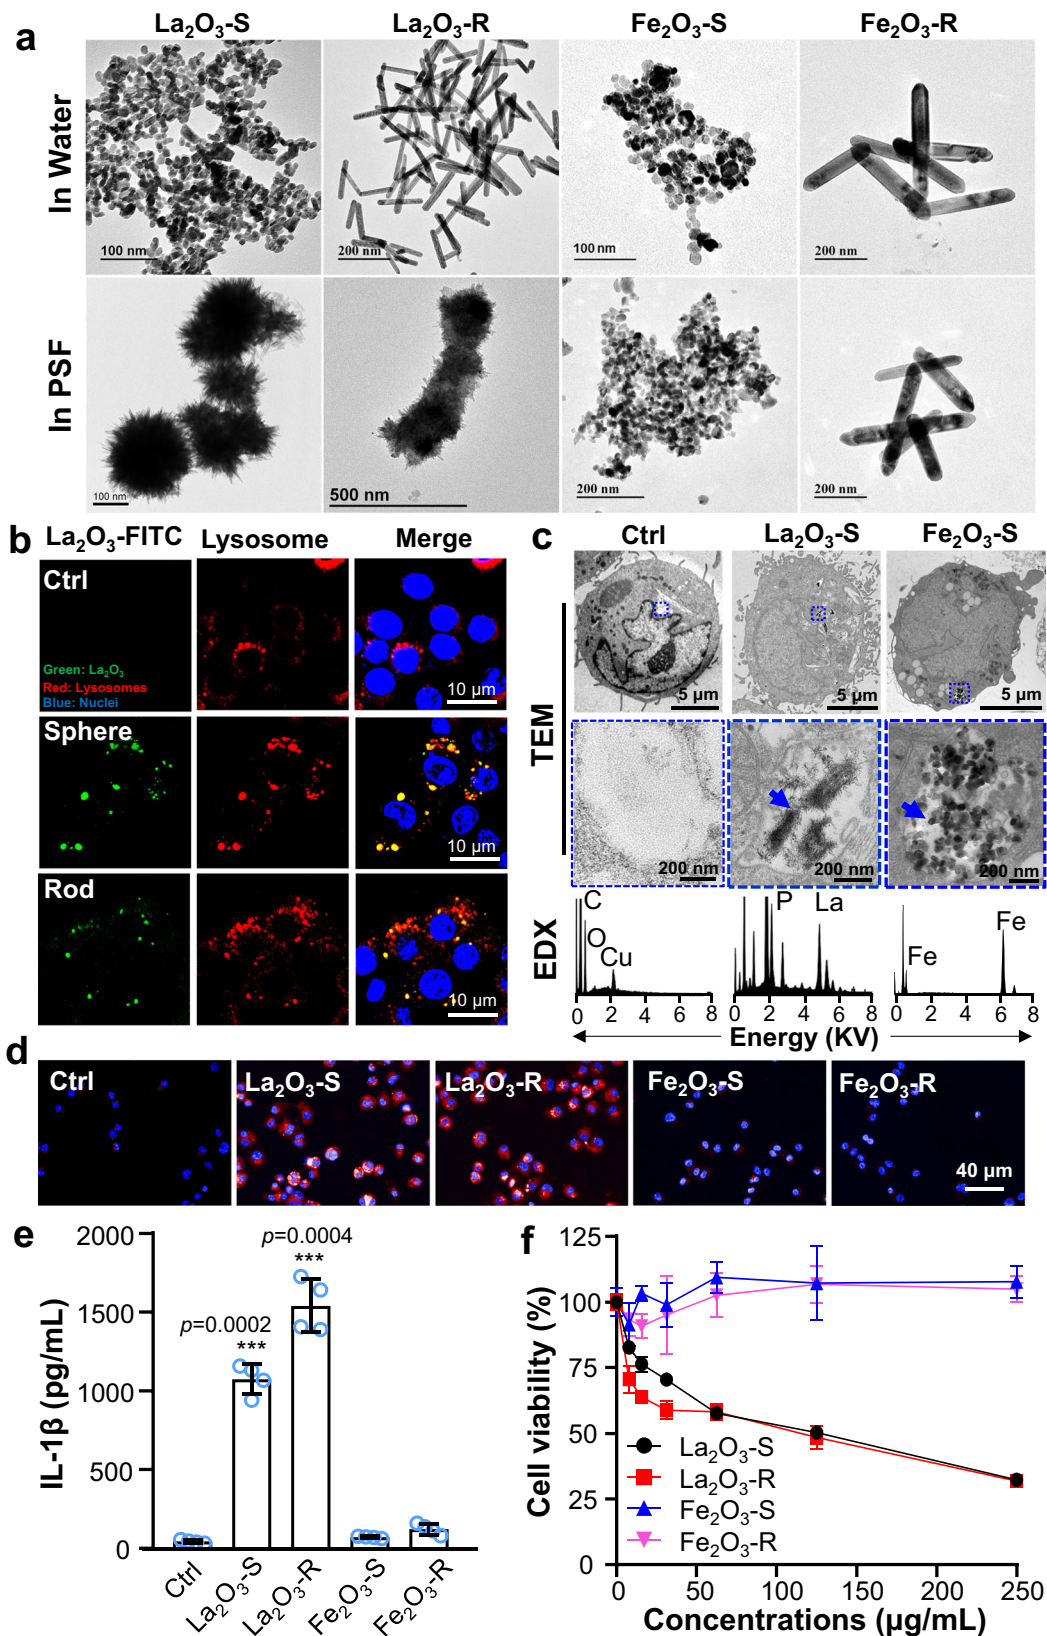 a
La₂O₃-S La₂O₃-R Fe₂O₃-S Fe₂O₃-R
In Water
100 nm 200 nm 100 nm 200 nm
In PSF
100 nm 500 nm 200 nm 200 nm
b
La₂O₃-FITC Lysosome Merge
Ctrl
Green: La₂O₃
Red: Lysosomes
Blue: Nuclei
10 μm
Sphere
10 μm
Rod
10 μm
c
Ctrl La₂O₃-S Fe₂O₃-S
TEM
5 μm 5 μm 5 μm
200 nm 200 nm 200 nm
EDX
C O Cu P La Fe Fe
0 2 4 6 8 0 2 4 6 8 0 2 4 6 8
Energy (KV)
d
Ctrl La₂O₃-S La₂O₃-R Fe₂O₃-S Fe₂O₃-R
40 μm
e
IL-1β (pg/mL)
2000
1500
1000
500
0
p=0.0002
***
p=0.0004
***
Ctrl La₂O₃-S La₂O₃-R Fe₂O₃-S Fe₂O₃-R
f
Cell viability (%)
125
100
75
50
25
0
La₂O₃-S
La₂O₃-R
Fe₂O₃-S
Fe₂O₃-R
0 50 100 150 200 250
Concentrations (μg/mL)